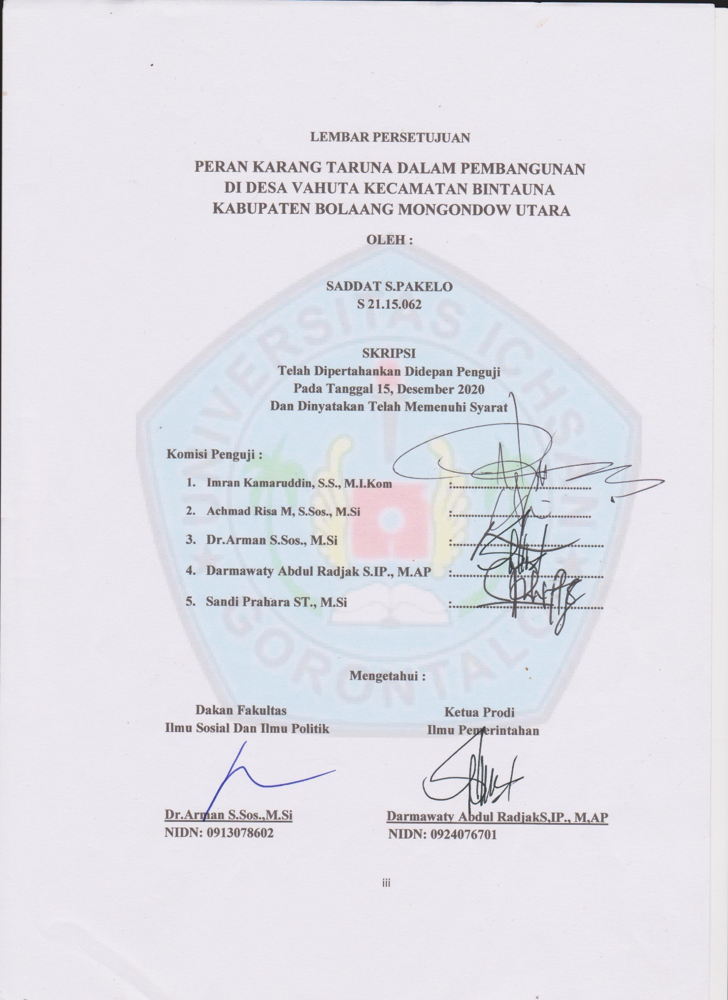 LEMBAR PERSETUJUAN
PERAN KARANG TARUNA DALAM PEMBANGUNAN
DI DESA VAHUTA KECAMATAN BINTAUNA
KABUPATEN BOLAANG MONGONDOW UTARA
OLEH :
SADDAT S.PAKELO
S 21.15.062
UNIVERSITAS ICHSAN
GORONTALO
SKRIPSI
Telah Dipertahankan Didepan Penguji
Pada Tanggal 15, Desember 2020
Dan Dinyatakan Telah Memenuhi Syarat
Komisi Penguji :
1. Imran Kamaruddin, S.S., M.I.Kom :..........................................
2. Achmad Risa M, S.Sos., M.Si :..........................................
3. Dr.Arman S.Sos., M.Si :..............................................
4. Darmawaty Abdul Radjak S.IP., M.AP :..............................................
5. Sandi Prahara ST., M.Si :..............................................
Mengetahui :
Dakan Fakultas
Ilmu Sosial Dan Ilmu Politik
Dr.Arman S.Sos.,M.Si
NIDN: 0913078602
Ketua Prodi
Ilmu Pemerintahan
Darmawaty Abdul RadjakS,IP., M,AP
NIDN: 0924076701
iii